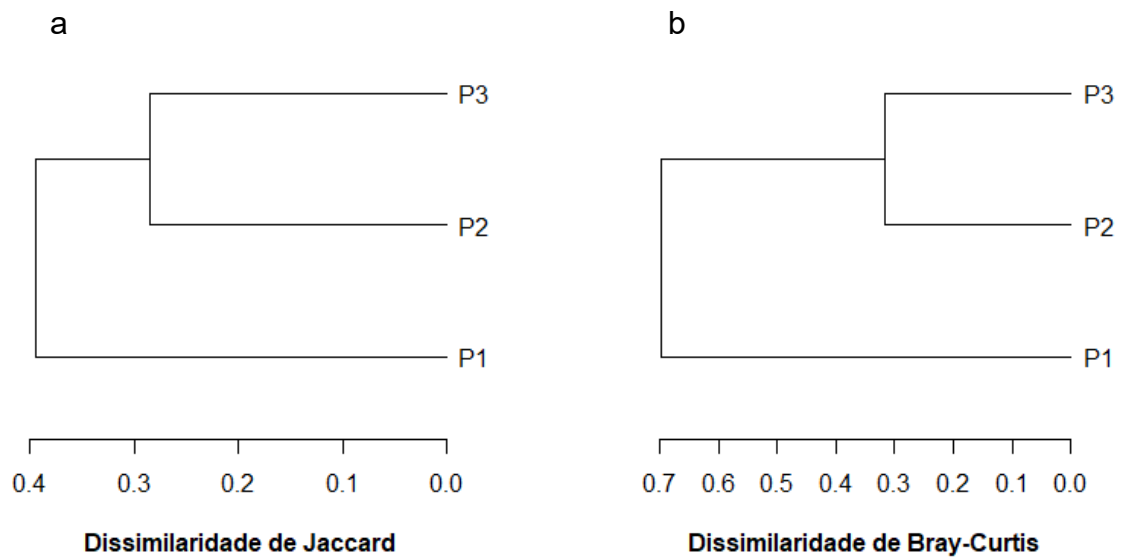 a
b
P3
P2
P1
0.4 0.3 0.2 0.1 0.0
Dissimilaridade de Jaccard
P3
P2
P1
0.7 0.6 0.5 0.4 0.3 0.2 0.1 0.0
Dissimilaridade de Bray-Curtis